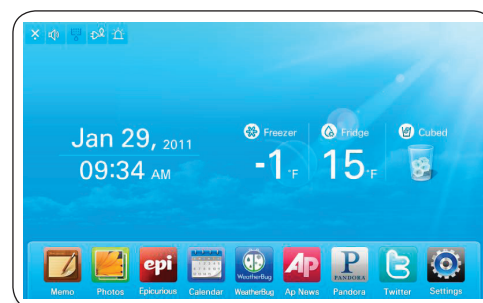 Jan 29, 2011
09:34 AM
Freezer
-1 °F
Fridge
15 °F
Cubed
epi
WeatherBug
AP
P
PANDORA
Memo Photos Epicurious Calendar WeatherBug Ap News Pandora Twitter Settings